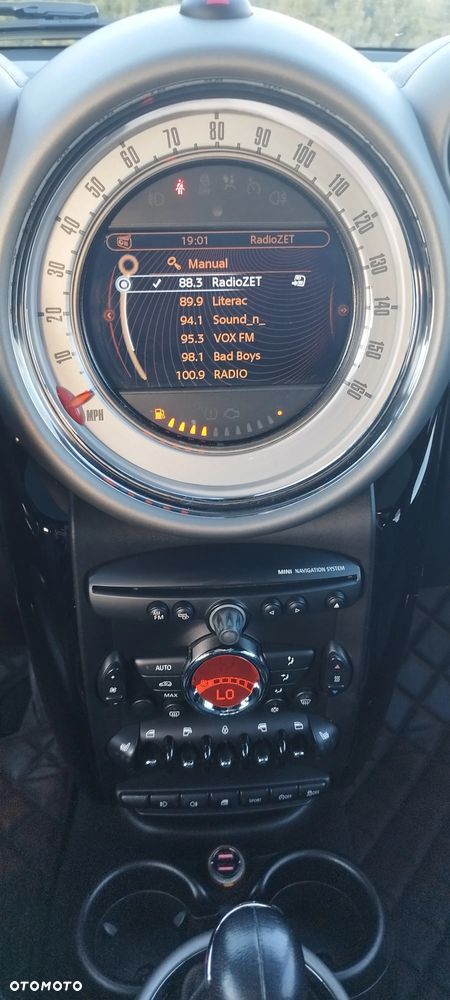 10 20 30 40 50 60 70 80 90 100 110 120 130 140 150 160
MPH
19:01 RadioZET
Manual
88.3 RadioZET
89.9 Literac
94.1 Sound_n_
95.3 VOX FM
98.1 Bad Boys
100.9 RADIO
MINI NAVIGATION SYSTEM
FM
AUTO
MAX
LO
SPORT
OFF
OFF
OTOMOTO